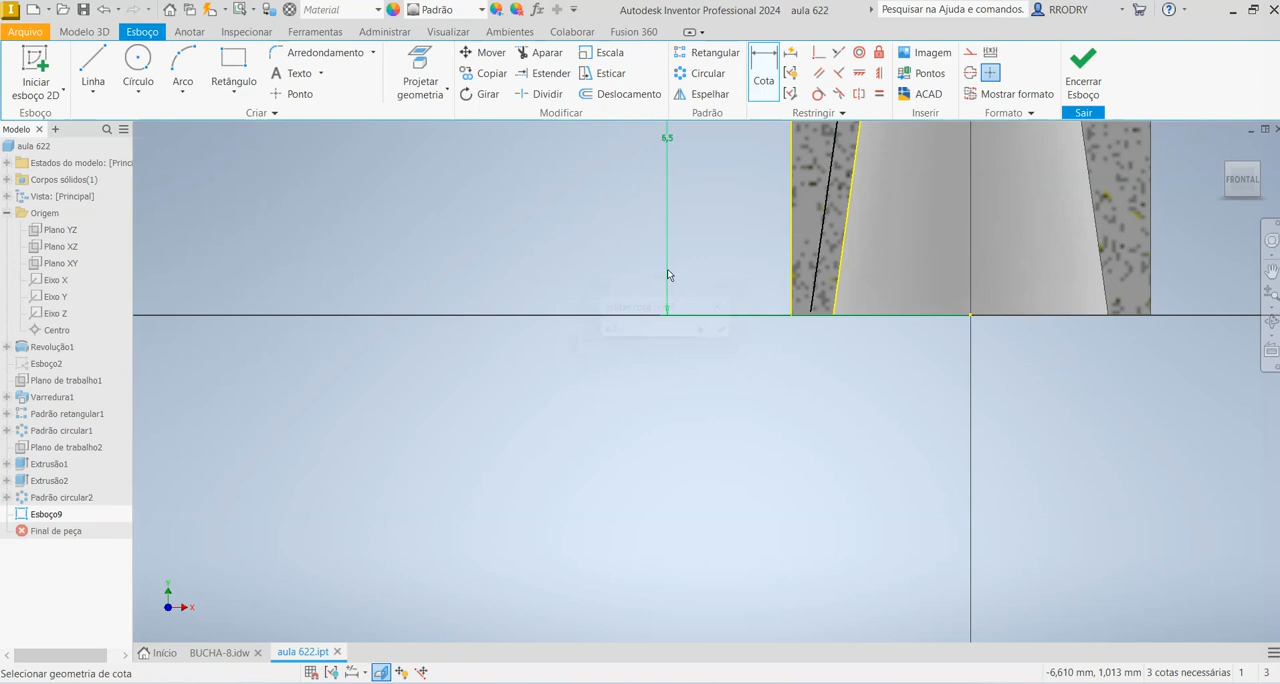 Material
Padrão
Autodesk Inventor Professional 2024 aula 622
Pesquisar na Ajuda e comandos.
RRODRY
Arquivo Modelo 3D Esboço Anotar Inspecionar Ferramentas Administrar Visualizar Ambientes Colaborar Fusion 360
Iniciar
esboço 2D
Linha
Círculo
Arco
Retângulo
Arredondamento
Texto
Ponto
Projetar
geometria
Mover Aparar Escala
Copiar Estender Esticar
Girar Dividir Deslocamento
Retangular
Circular
Espelhar
Cota
Imagem
Pontos
ACAD
Mostrar formato
Encerrar
Esboço
Esboço Criar Modificar Padrão Restringir Inserir Formato Sair
Modelo
aula 622
Estados do modelo: [Princi
Corpos sólidos(1)
Vista: [Principal]
Origem
Plano YZ
Plano XZ
Plano XY
Eixo X
Eixo Y
Eixo Z
Centro
Revolução1
Esboço2
Plano de trabalho1
Varredura1
Padrão retangular1
Padrão circular1
Plano de trabalho2
Extrusão1
Extrusão2
Padrão circular2
Esboço9
Final de peça
6,5
FRONTAL
Y
X
Início BUCHA-8.idw aula 622.ipt
Selecionar geometria de cota
-6,610 mm, 1,013 mm 3 cotas necessárias 1 3